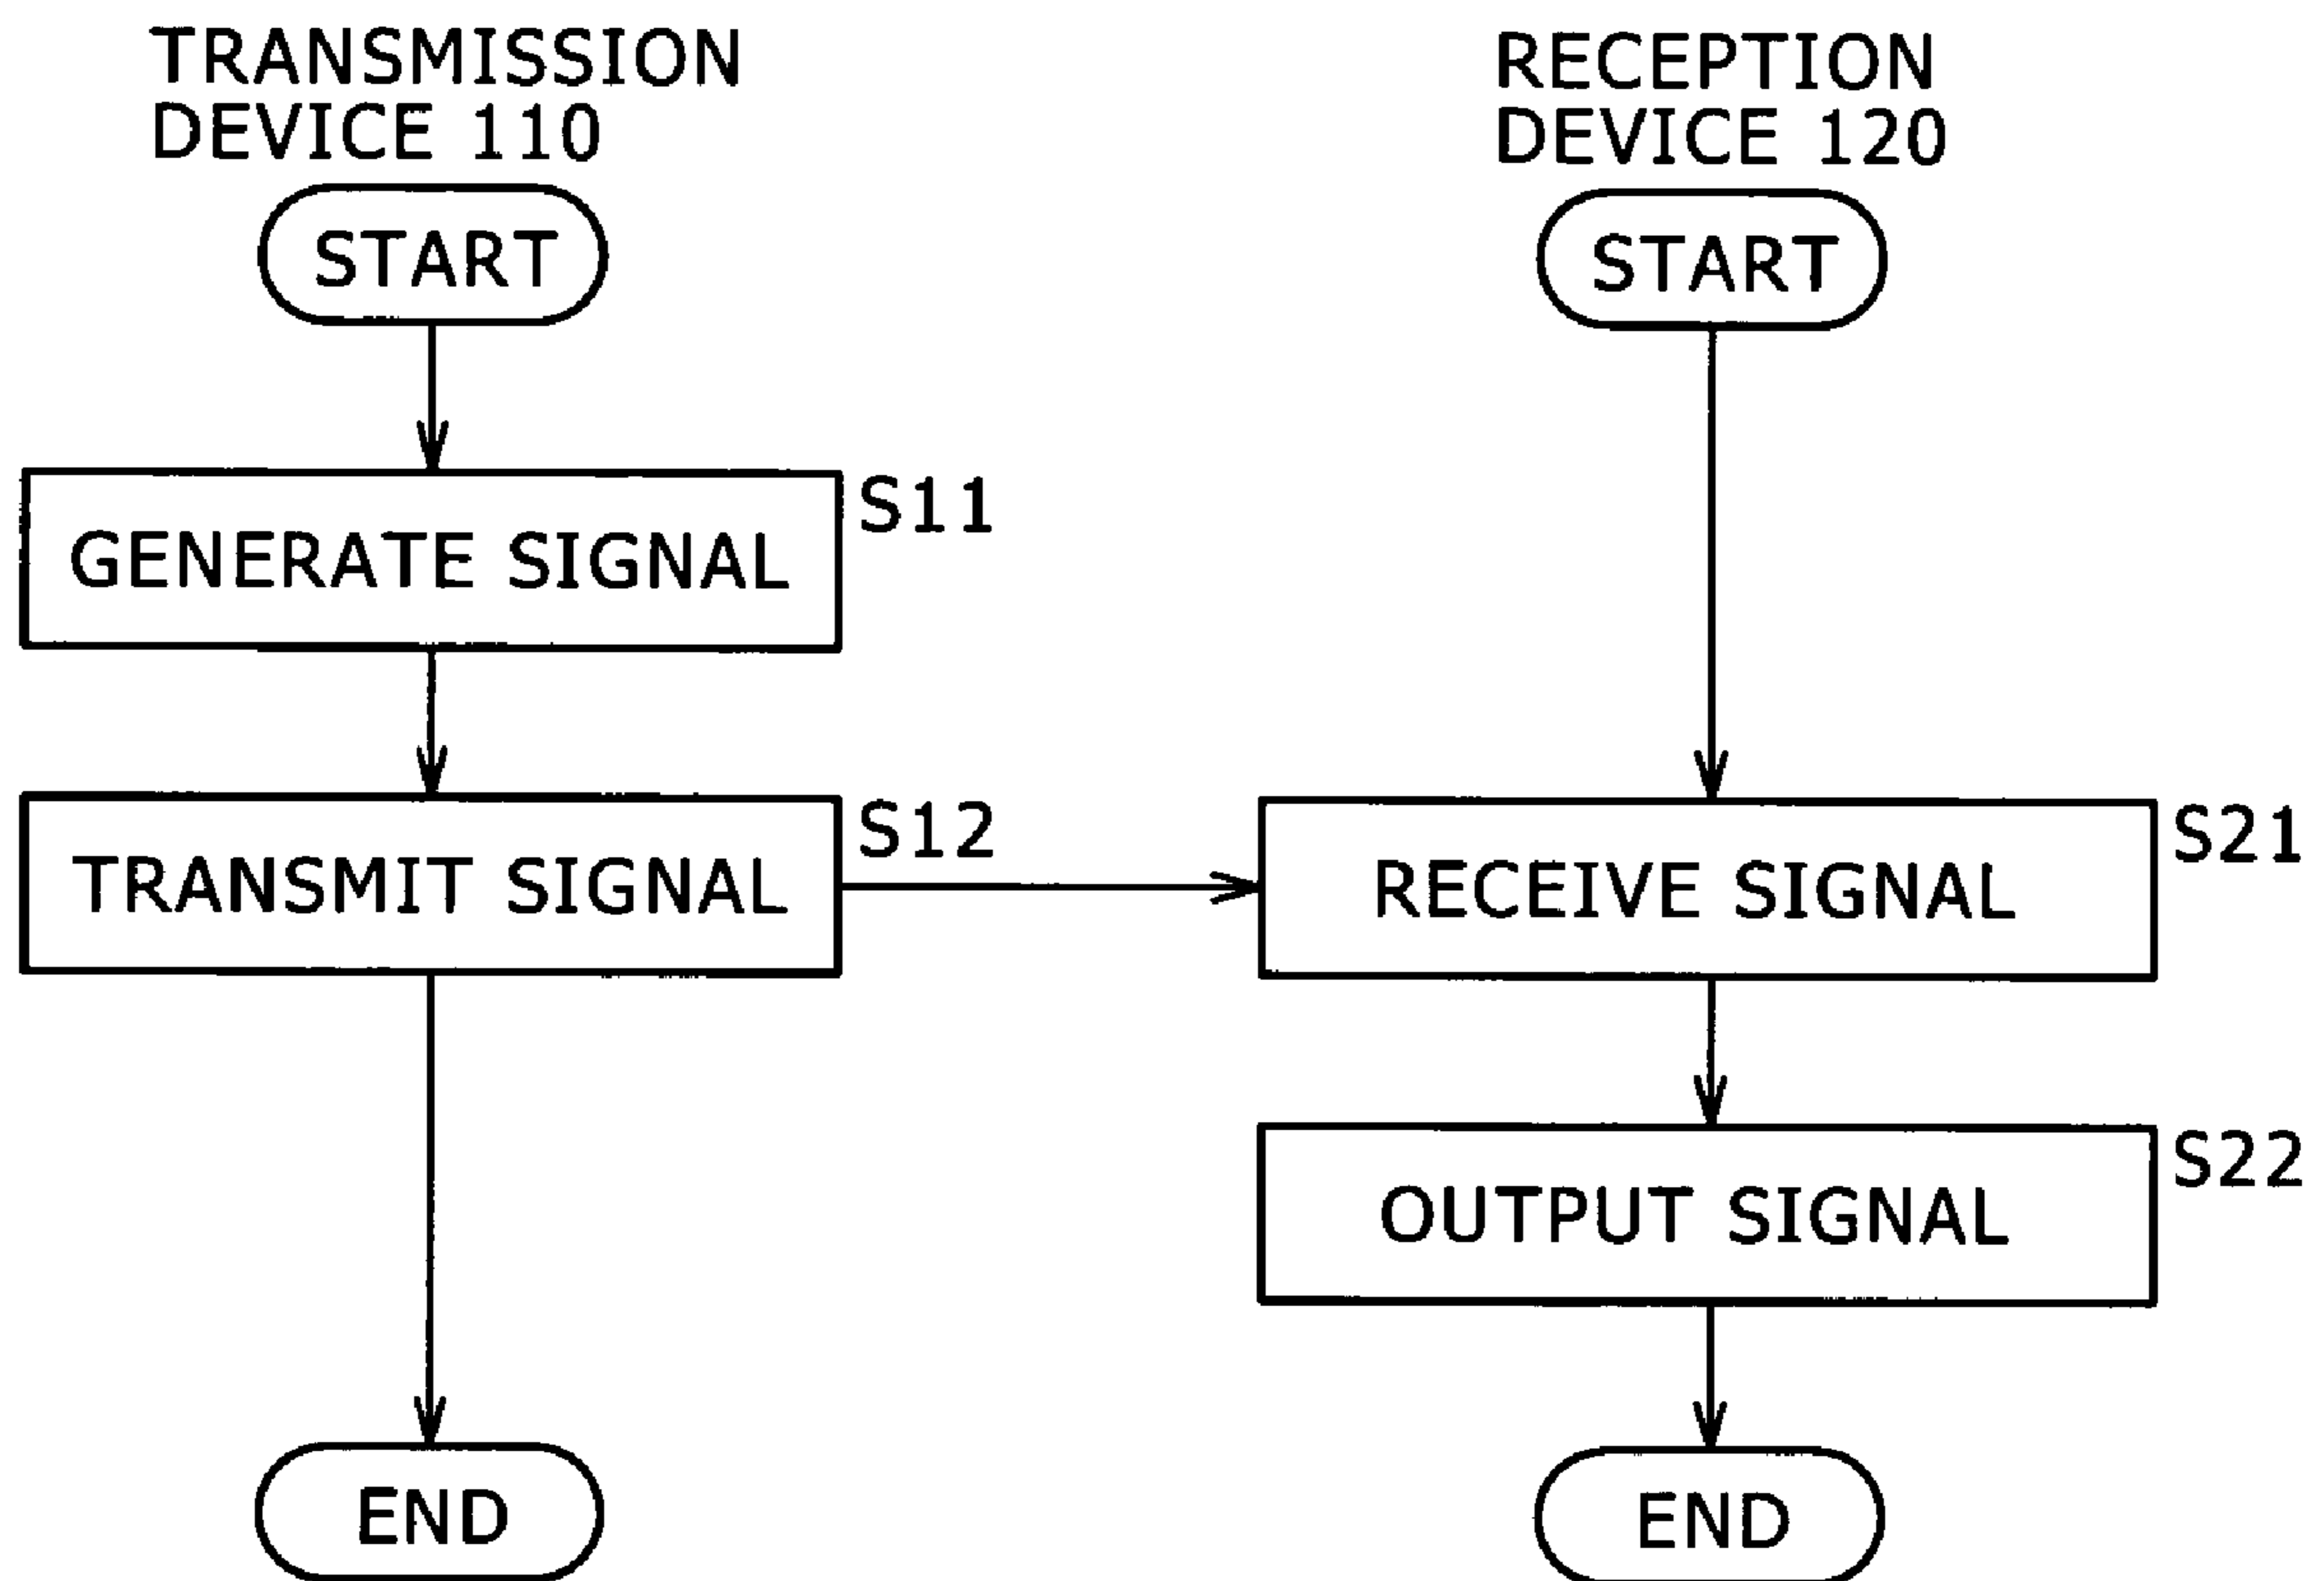 TRANSMISSION
DEVICE 110
START
GENERATE SIGNAL
S11
TRANSMIT SIGNAL
S12
END
RECEPTION
DEVICE 120
START
RECEIVE SIGNAL
S21
OUTPUT SIGNAL
S22
END